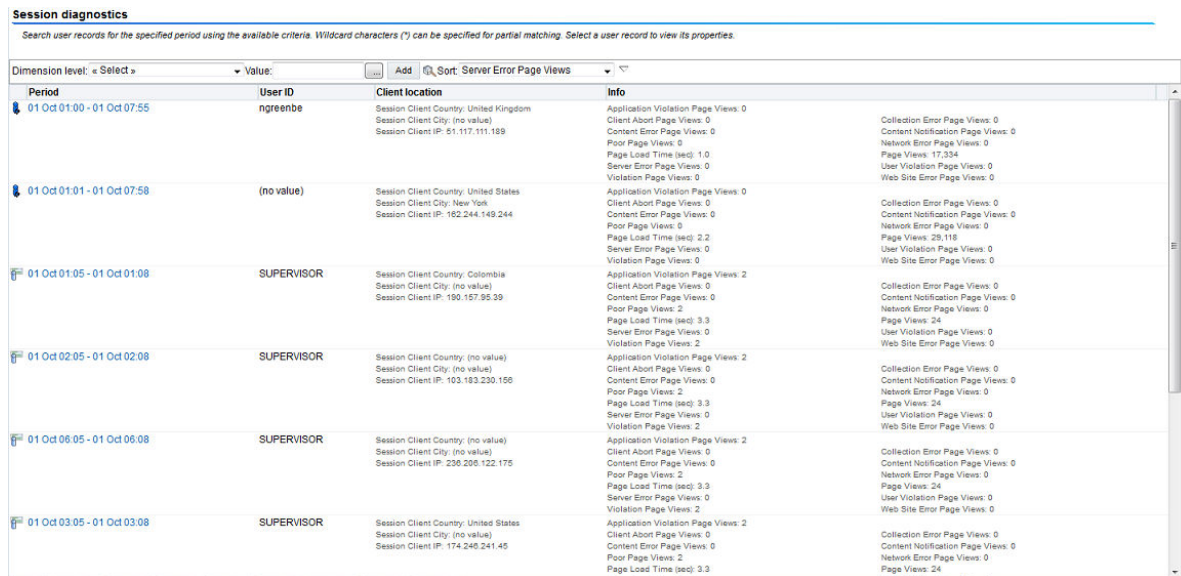 Session diagnostics
Search user records for the specified period using the available criteria. Wildcard characters (*) can be specified for partial matching. Select a user record to view its properties.
Dimension level: « Select » Value: ... Add Sort: Server Error Page Views
Period User ID Client location Info
01 Oct 01:00 - 01 Oct 07:55 ngreenbe Session Client Country: United Kingdom Application Violation Page Views: 0
Session Client City: (no value) Client Abort Page Views: 0 Collection Error Page Views: 0
Session Client IP: 51.117.111.189 Content Error Page Views: 0 Content Notification Page Views: 0
Poor Page Views: 0 Network Error Page Views: 0
Page Load Time (sec): 1.0 Page Views: 17,334
Server Error Page Views: 0 User Violation Page Views: 0
Violation Page Views: 0 Web Site Error Page Views: 0
01 Oct 01:01 - 01 Oct 07:58 (no value) Session Client Country: United States Application Violation Page Views: 0
Session Client City: New York Client Abort Page Views: 0 Collection Error Page Views: 0
Session Client IP: 162.244.149.244 Content Error Page Views: 0 Content Notification Page Views: 0
Poor Page Views: 0 Network Error Page Views: 0
Page Load Time (sec): 2.2 Page Views: 29,118
Server Error Page Views: 0 User Violation Page Views: 0
Violation Page Views: 0 Web Site Error Page Views: 0
01 Oct 01:05 - 01 Oct 01:08 SUPERVISOR Session Client Country: Colombia Application Violation Page Views: 2
Session Client City: (no value) Client Abort Page Views: 0 Collection Error Page Views: 0
Session Client IP: 190.157.95.39 Content Error Page Views: 0 Content Notification Page Views: 0
Poor Page Views: 2 Network Error Page Views: 0
Page Load Time (sec): 3.3 Page Views: 24
Server Error Page Views: 0 User Violation Page Views: 0
Violation Page Views: 2 Web Site Error Page Views: 0
01 Oct 02:05 - 01 Oct 02:08 SUPERVISOR Session Client Country: (no value) Application Violation Page Views: 2
Session Client City: (no value) Client Abort Page Views: 0 Collection Error Page Views: 0
Session Client IP: 103.183.230.156 Content Error Page Views: 0 Content Notification Page Views: 0
Poor Page Views: 2 Network Error Page Views: 0
Page Load Time (sec): 3.3 Page Views: 24
Server Error Page Views: 0 User Violation Page Views: 0
Violation Page Views: 2 Web Site Error Page Views: 0
01 Oct 06:05 - 01 Oct 06:08 SUPERVISOR Session Client Country: (no value) Application Violation Page Views: 2
Session Client City: (no value) Client Abort Page Views: 0 Collection Error Page Views: 0
Session Client IP: 236.206.122.175 Content Error Page Views: 0 Content Notification Page Views: 0
Poor Page Views: 2 Network Error Page Views: 0
Page Load Time (sec): 3.3 Page Views: 24
Server Error Page Views: 0 User Violation Page Views: 0
Violation Page Views: 2 Web Site Error Page Views: 0
01 Oct 03:05 - 01 Oct 03:08 SUPERVISOR Session Client Country: United States Application Violation Page Views: 2
Session Client City: (no value) Client Abort Page Views: 0 Collection Error Page Views: 0
Session Client IP: 174.246.241.45 Content Error Page Views: 0 Content Notification Page Views: 0
Poor Page Views: 2 Network Error Page Views: 0
Page Load Time (sec): 3.3 Page Views: 24